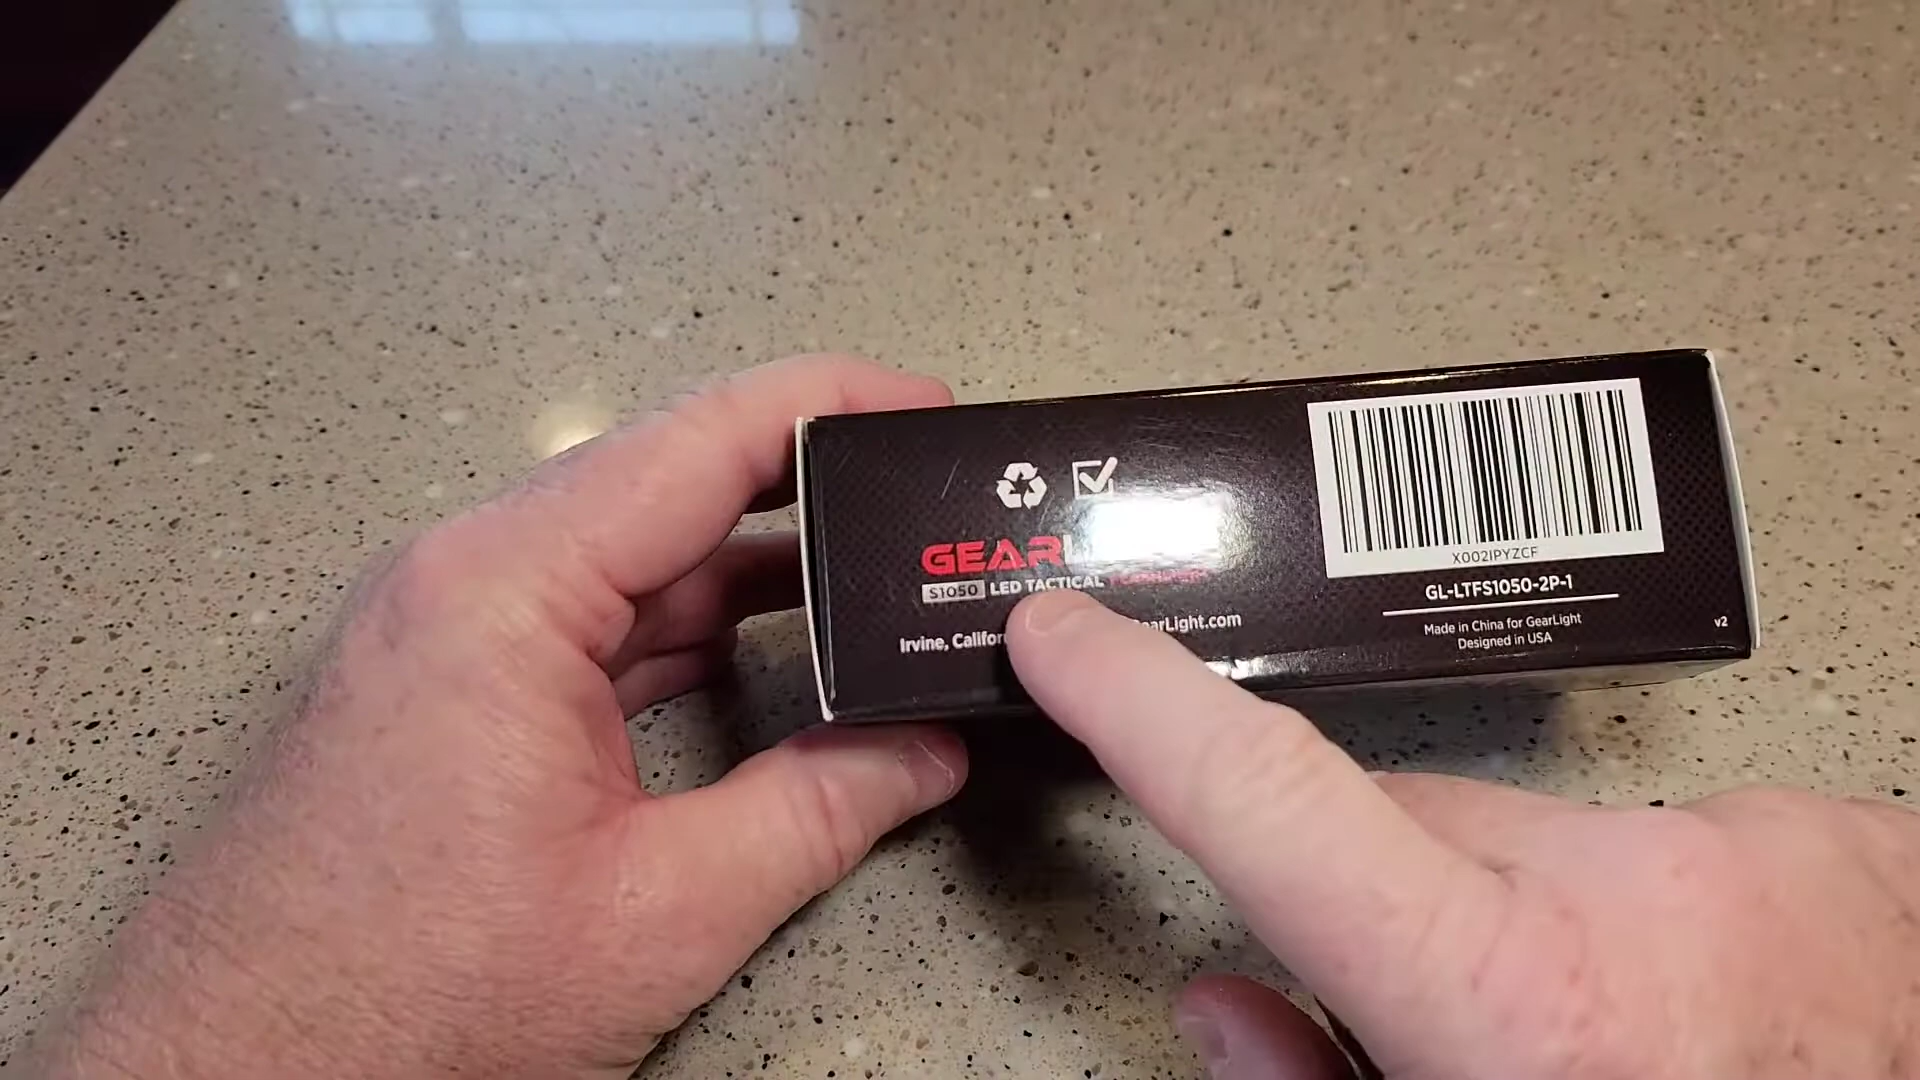 GEAR
S1050 LED TACTICAL FLASHLIGHT
Irvine, GearLight.com
X002IPYZCF
GL-LTFS1050-2P-1
Made in China for GearLight
Designed in USA
v2